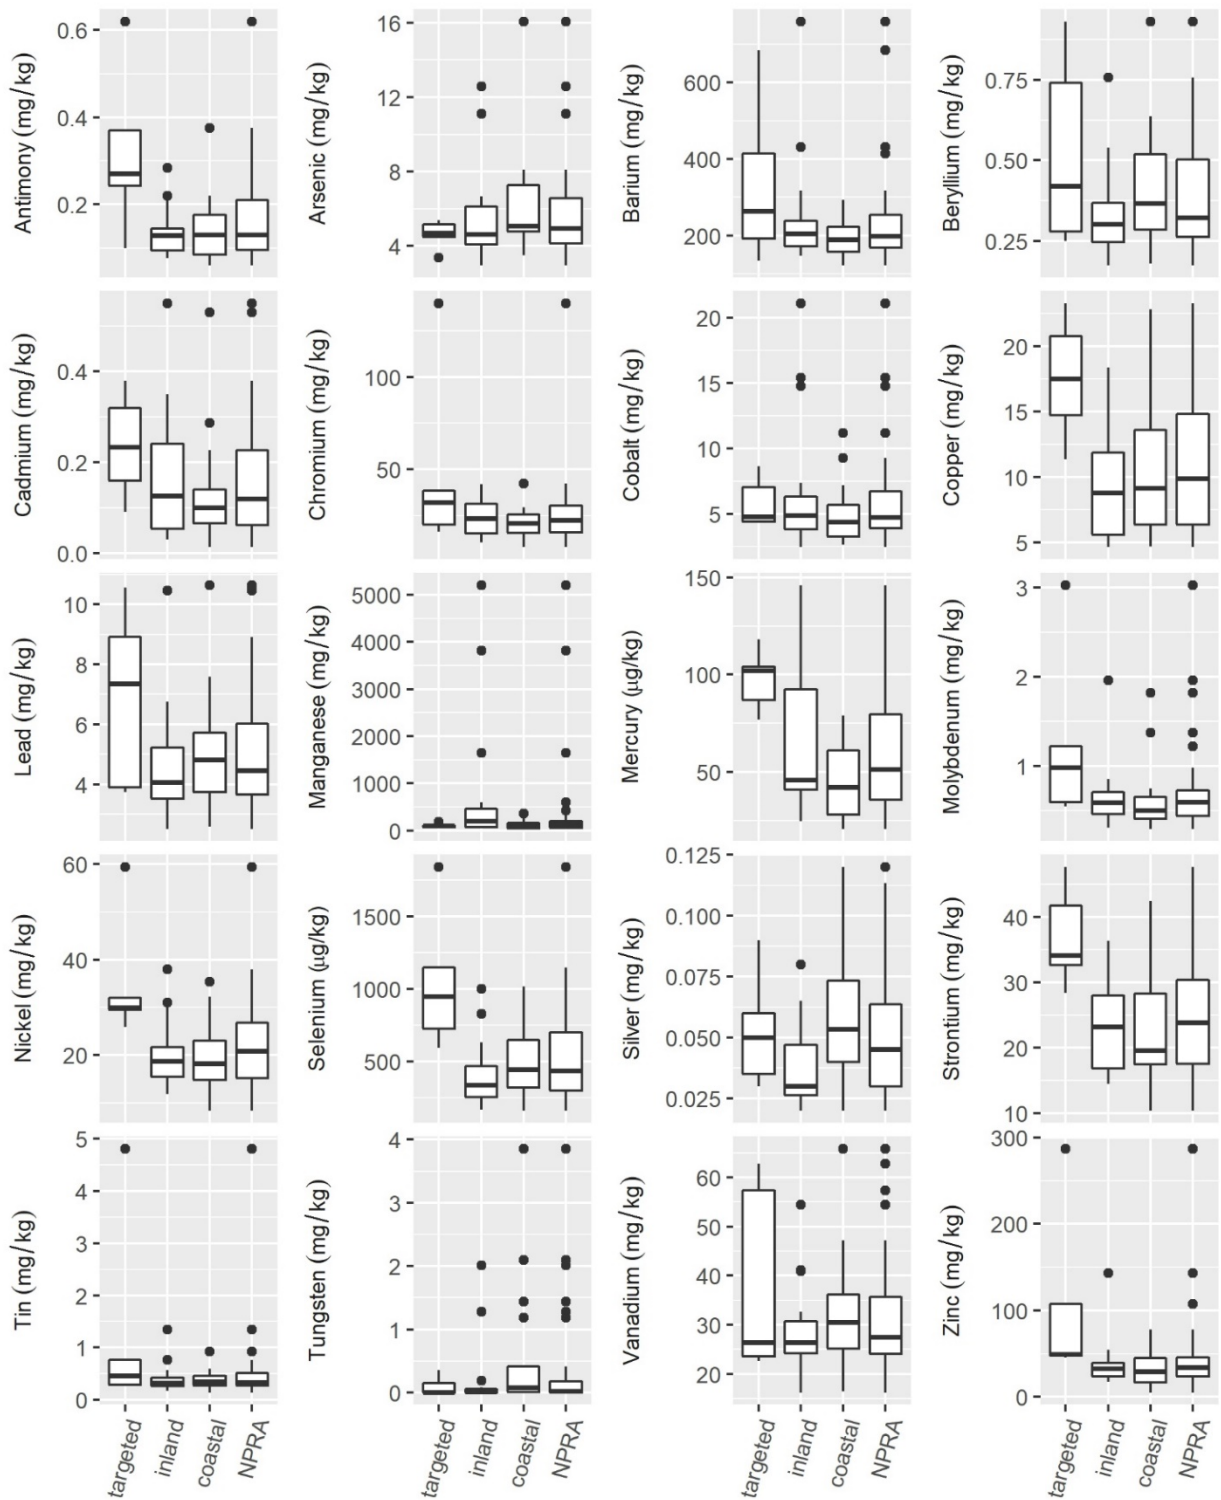 Antimony (mg/kg)
0.6
0.4
0.2
Arsenic (mg/kg)
16
12
8
4
Barium (mg/kg)
600
400
200
Beryllium (mg/kg)
0.75
0.50
0.25
Cadmium (mg/kg)
0.4
0.2
0.0
Chromium (mg/kg)
100
50
Cobalt (mg/kg)
20
15
10
5
Copper (mg/kg)
20
15
10
5
Lead (mg/kg)
10
8
6
4
Manganese (mg/kg)
5000
4000
3000
2000
1000
0
Mercury (µg/kg)
150
100
50
Molybdenum (mg/kg)
3
2
1
Nickel (mg/kg)
60
40
20
Selenium (µg/kg)
1500
1000
500
Silver (mg/kg)
0.125
0.100
0.075
0.050
0.025
Strontium (mg/kg)
40
30
20
10
Tin (mg/kg)
5
4
3
2
1
0
Tungsten (mg/kg)
4
3
2
1
0
Vanadium (mg/kg)
60
50
40
30
20
Zinc (mg/kg)
300
200
100
0
targeted
inland
coastal
NPRA
targeted
inland
coastal
NPRA
targeted
inland
coastal
NPRA
targeted
inland
coastal
NPRA